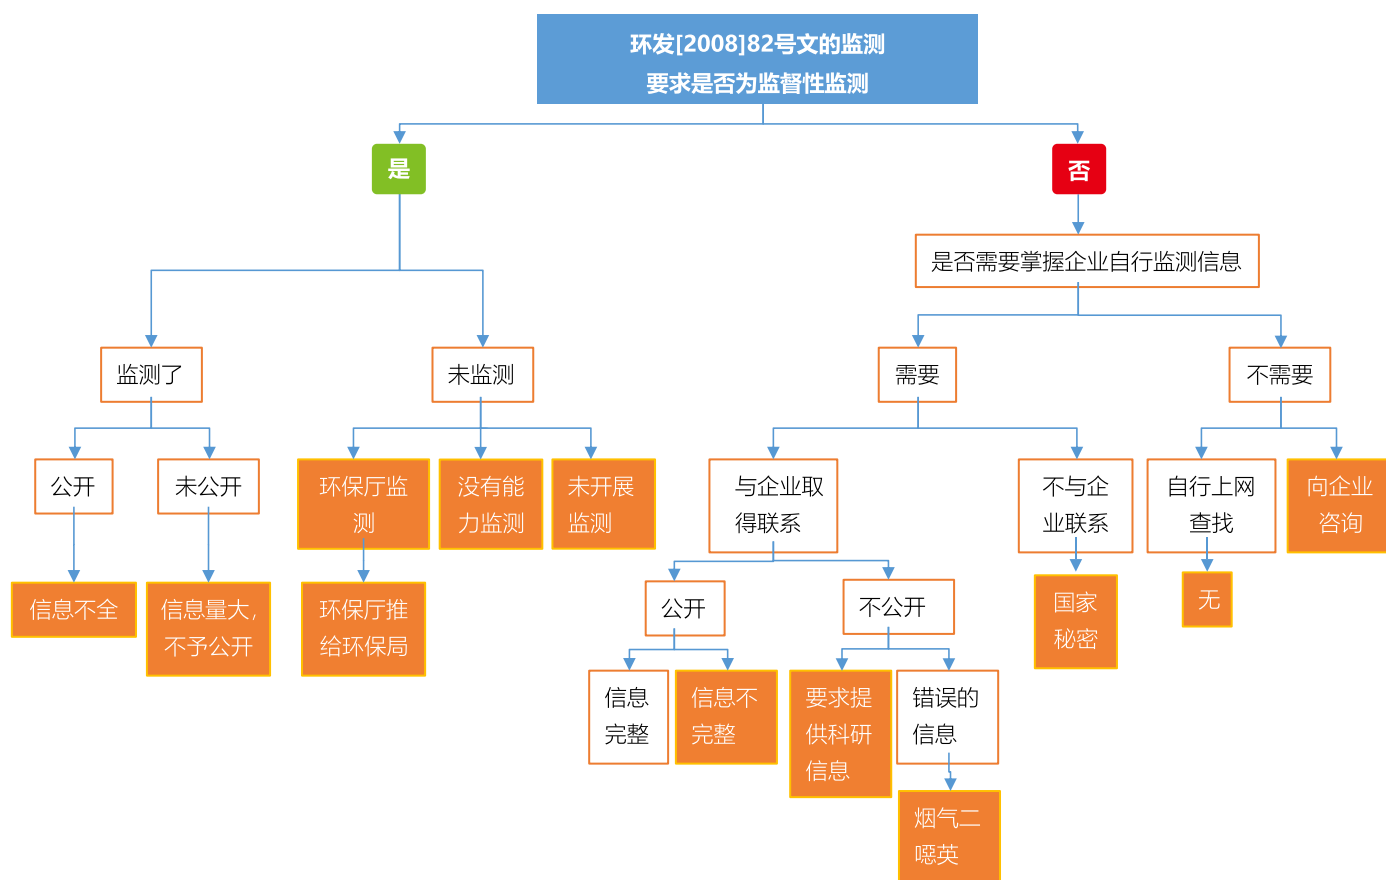 环发[2008]82号文的监测
要求是否为监督性监测
是
否
是否需要掌握企业自行监测信息
监测了
未监测
需要
不需要
公开
未公开
环保厅监
测
没有能
力监测
未开展
监测
与企业取
得联系
不与企
业联系
自行上网
查找
向企业
咨询
信息不全
信息量大，
不予公开
环保厅推
给环保局
公开
不公开
国家
秘密
无
信息
完整
信息不
完整
要求提
供科研
信息
错误的
信息
烟气二
噁英